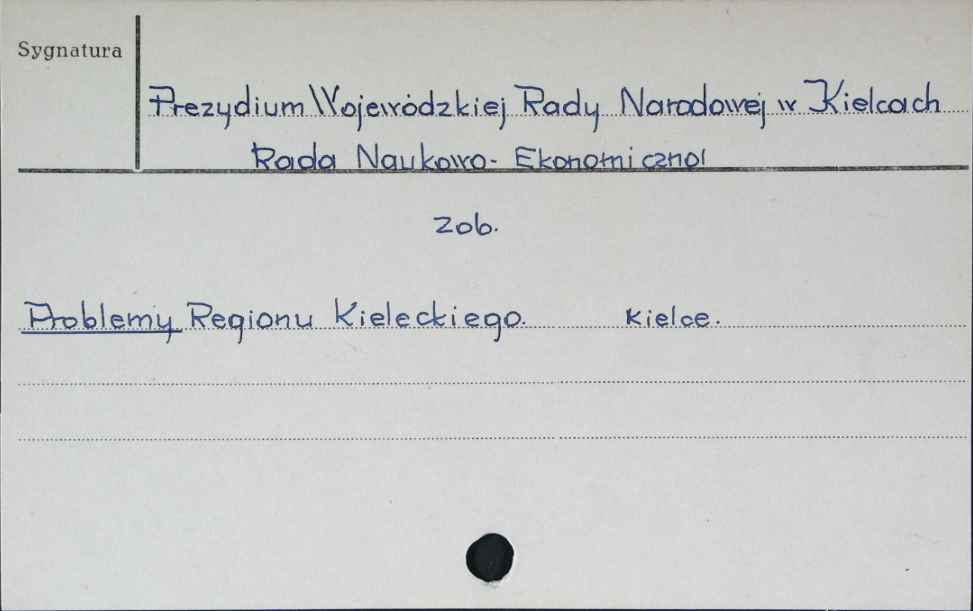 Sygnatura
Prezydium Wojewódzkiej Rady Narodowej w Kielcach
Rada Naukowo-Ekonomiczna
Zob.
Problemy Regionu Kieleckiego. Kielce.